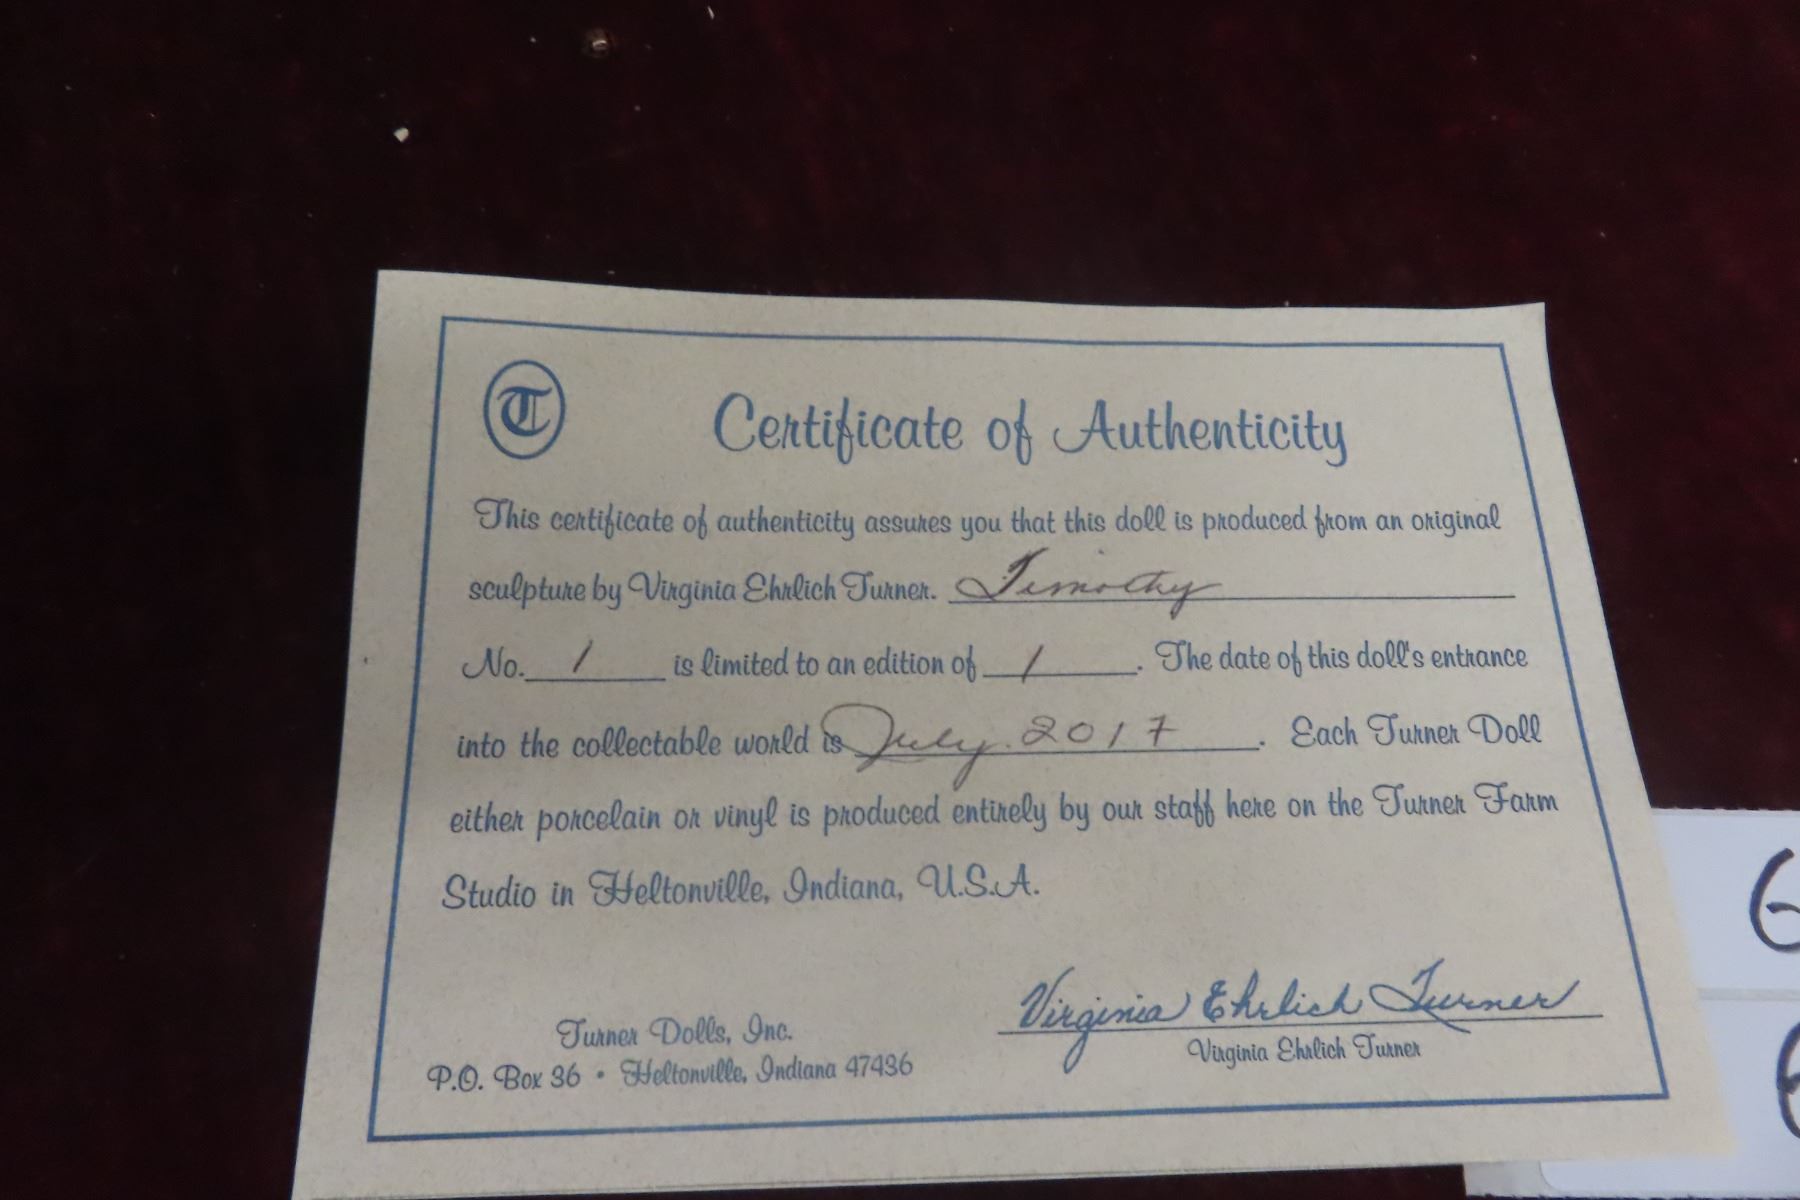 T
Certificate of Authenticity
This certificate of authenticity assures you that this doll is produced from an original
sculpture by Virginia Ehrlich Turner. Timothy
No. 1 is limited to an edition of 1. The date of this doll's entrance
into the collectable world is July 2017. Each Turner Doll
either porcelain or vinyl is produced entirely by our staff here on the Turner Farm
Studio in Heltonville, Indiana, U.S.A.
Virginia Ehrlich Turner
Virginia Ehrlich Turner
Turner Dolls, Inc.
P.O. Box 36 • Heltonville, Indiana 47436